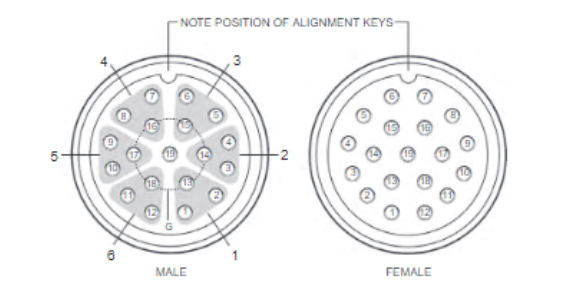 NOTE POSITION OF ALIGNMENT KEYS
4 3
7 6 6 7
8 5 5 8
16 15 15 16
9 4 4 9
5 17 19 14 2 14 19 17
10 3 3 10
18 13 13 18
11 2 2 11
12 1 1 12
G
6 1
MALE FEMALE